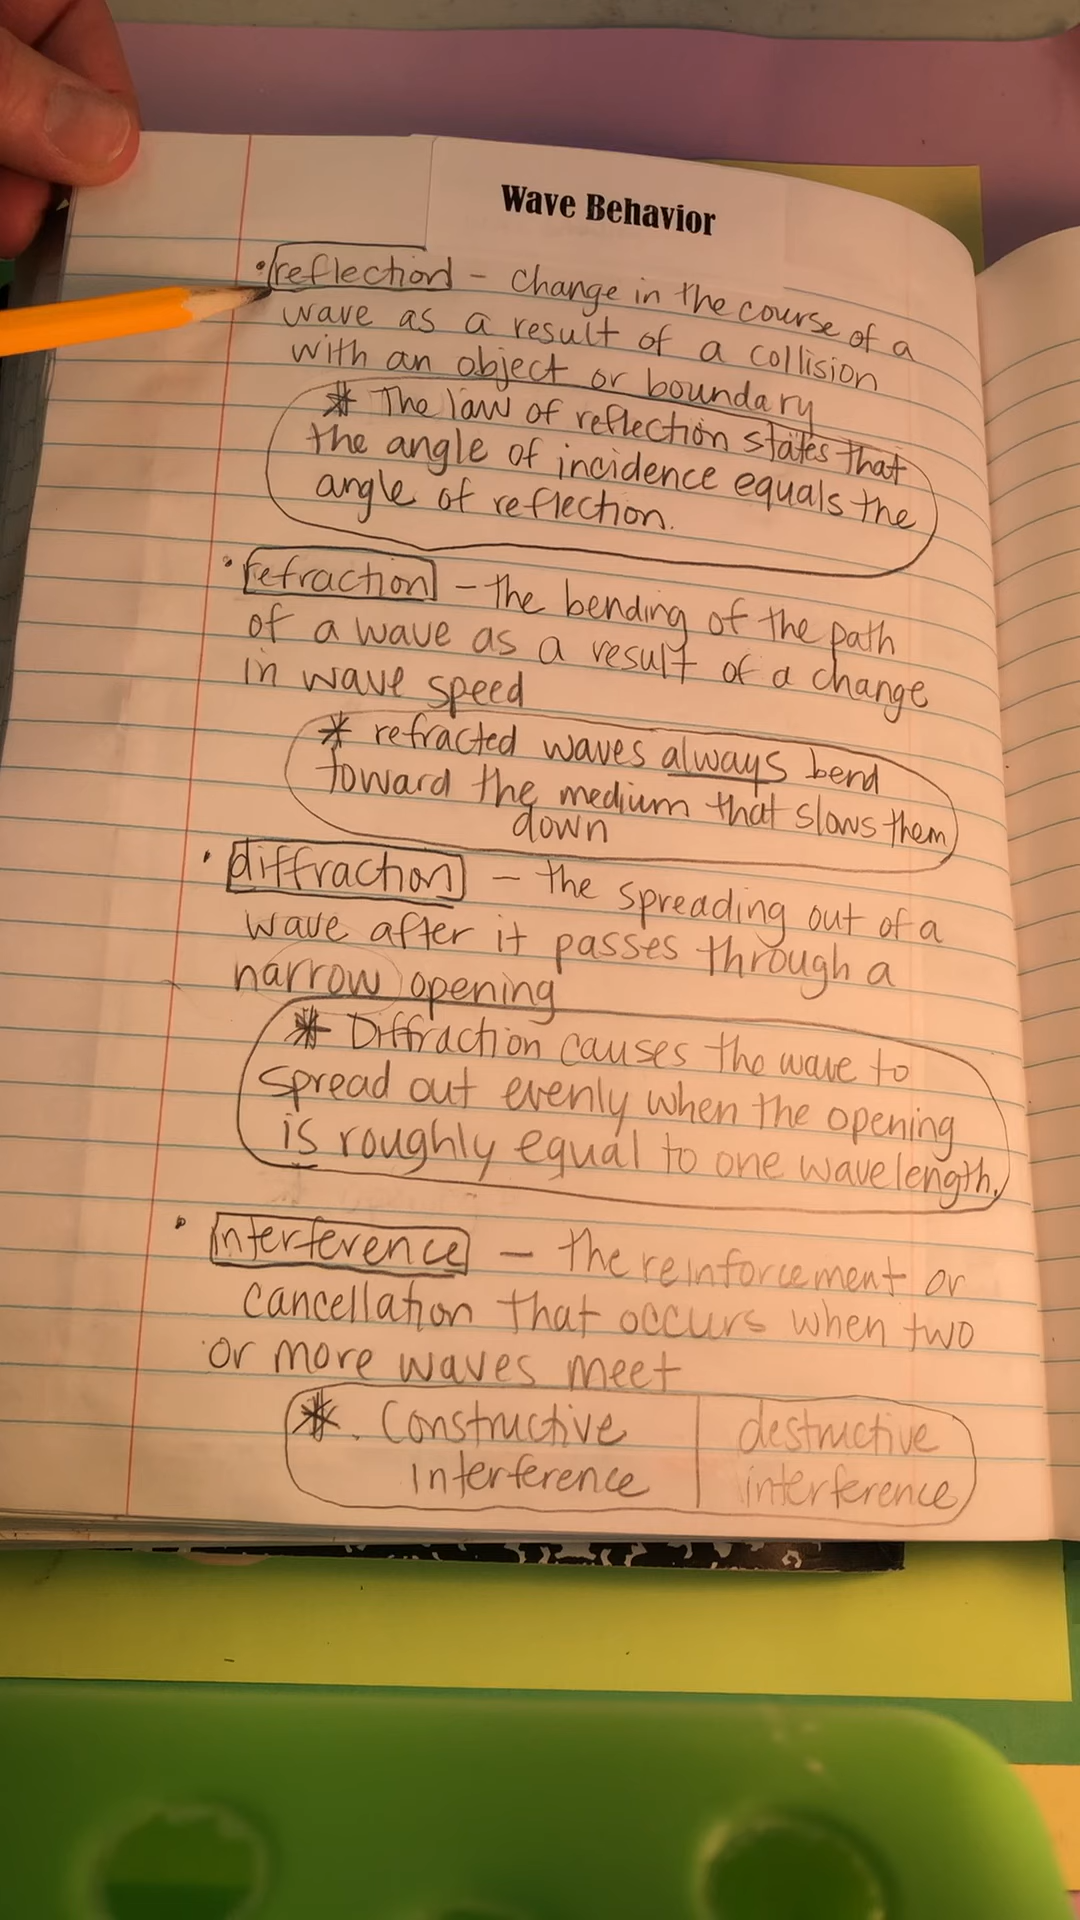 Wave Behavior
• reflection - Change in the course of a
wave as a result of a collision
with an object or boundary
* The law of reflection states that
the angle of incidence equals the
angle of reflection.
• refraction - the bending of the path
of a wave as a result of a change
in wave speed
* refracted waves always bend
toward the medium that slows them
down
• diffraction - the spreading out of a
wave after it passes through a
narrow opening
* Diffraction causes the wave to
spread out evenly when the opening
is roughly equal to one wavelength.
• interference - the reinforcement or
cancellation that occurs when two
or more waves meet
* Constructive | destructive
interference | interference